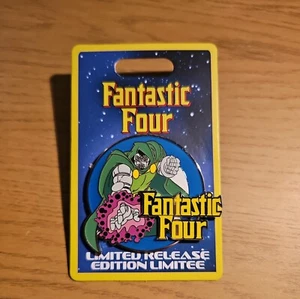 Fantastic
Four
Fantastic
Four
LIMITED RELEASE
EDITION LIMITEE